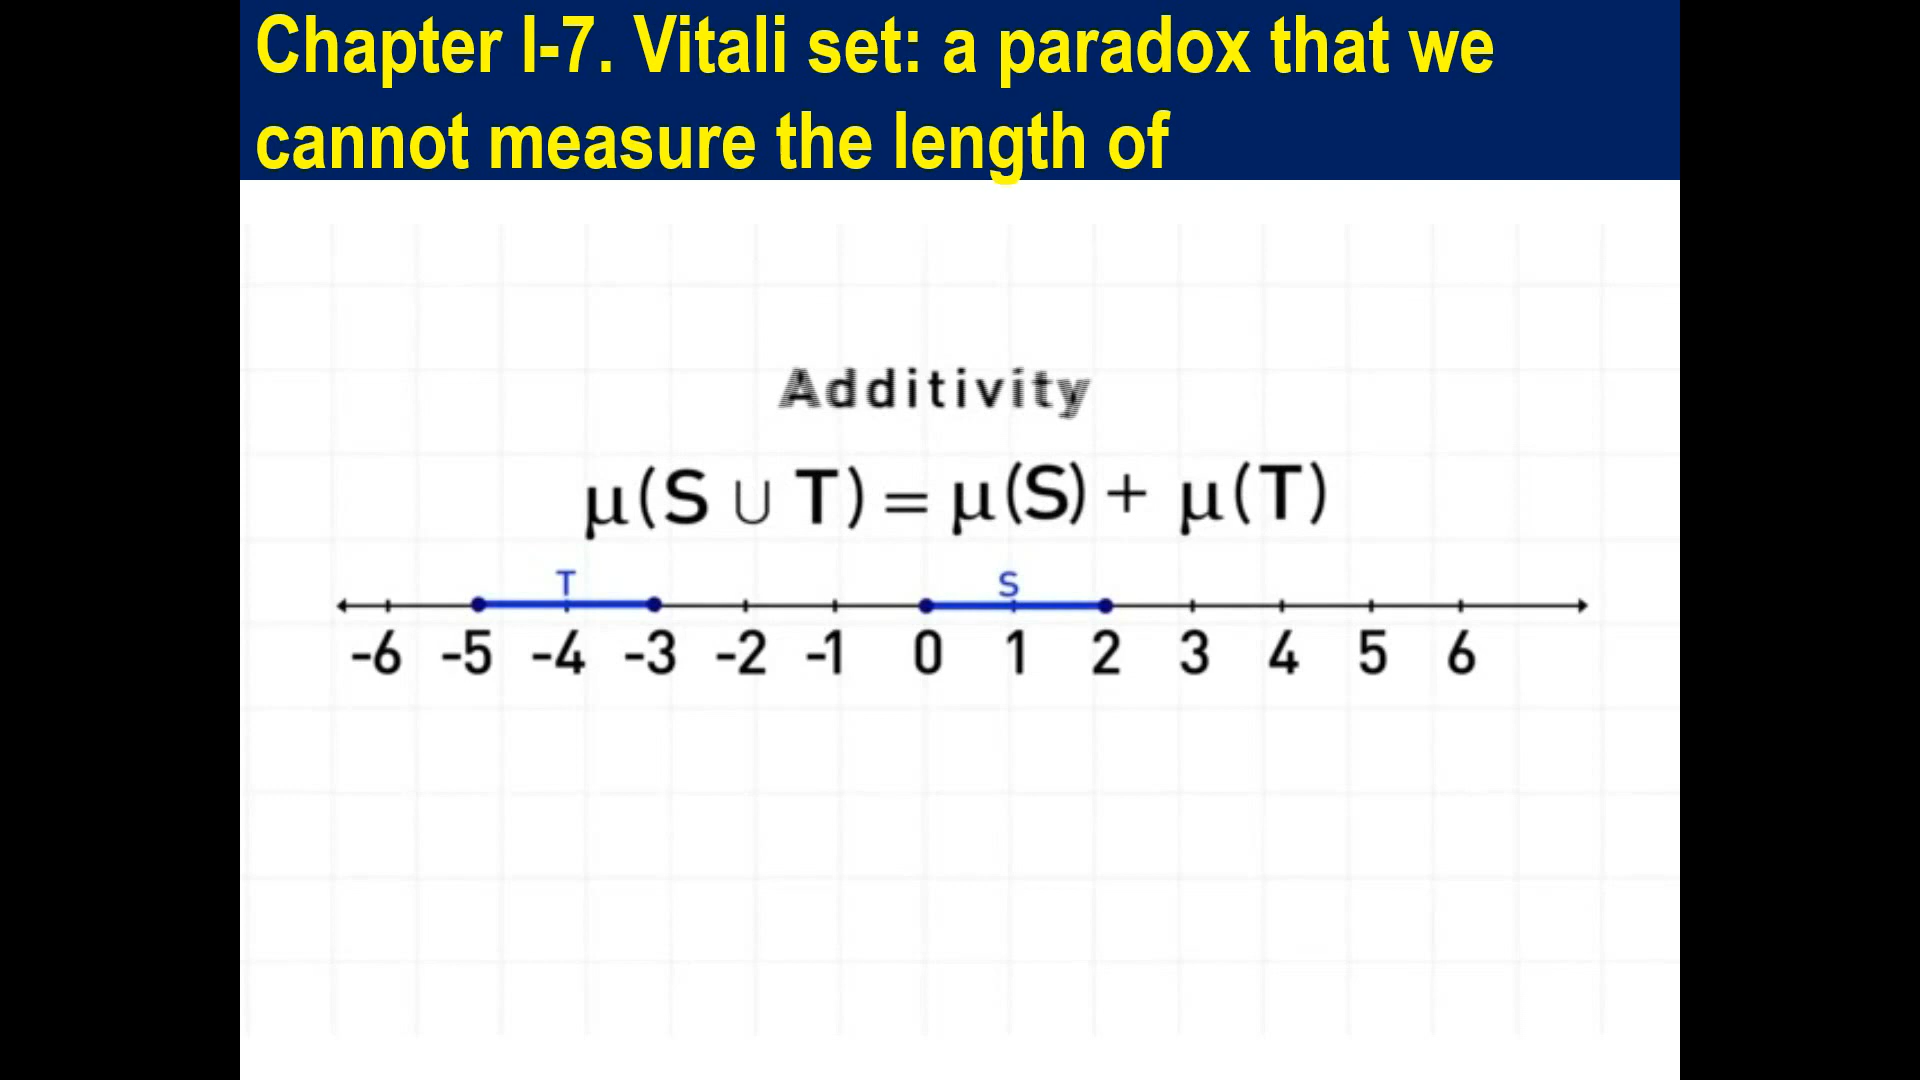 Chapter I-7. Vitali set: a paradox that we
cannot measure the length of
Additivity
μ(S ∪ T) = μ(S) + μ(T)
T S
-6 -5 -4 -3 -2 -1 0 1 2 3 4 5 6